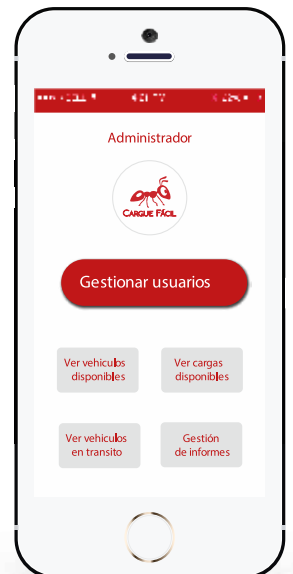 Administrador
CARGUE FÁCIL
Gestionar usuarios
Ver vehiculos
disponibles
Ver cargas
disponibles
Ver vehiculos
en transito
Gestión
de informes